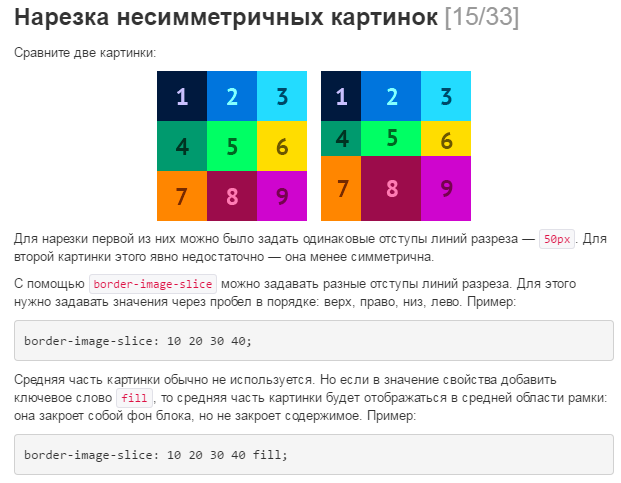 Нарезка несимметричных картинок [15/33]
Сравните две картинки:
1 2 3 1 2 3
4 5 6 4 5 6
7 8 9 7 8 9
Для нарезки первой из них можно было задать одинаковые отступы линий разреза — 50px. Для
второй картинки этого явно недостаточно — она менее симметрична.
С помощью border-image-slice можно задавать разные отступы линий разреза. Для этого
нужно задавать значения через пробел в порядке: верх, право, низ, лево. Пример:
border-image-slice: 10 20 30 40;
Средняя часть картинки обычно не используется. Но если в значение свойства добавить
ключевое слово fill, то средняя часть картинки будет отображаться в средней области рамки:
она закроет собой фон блока, но не закроет содержимое. Пример:
border-image-slice: 10 20 30 40 fill;